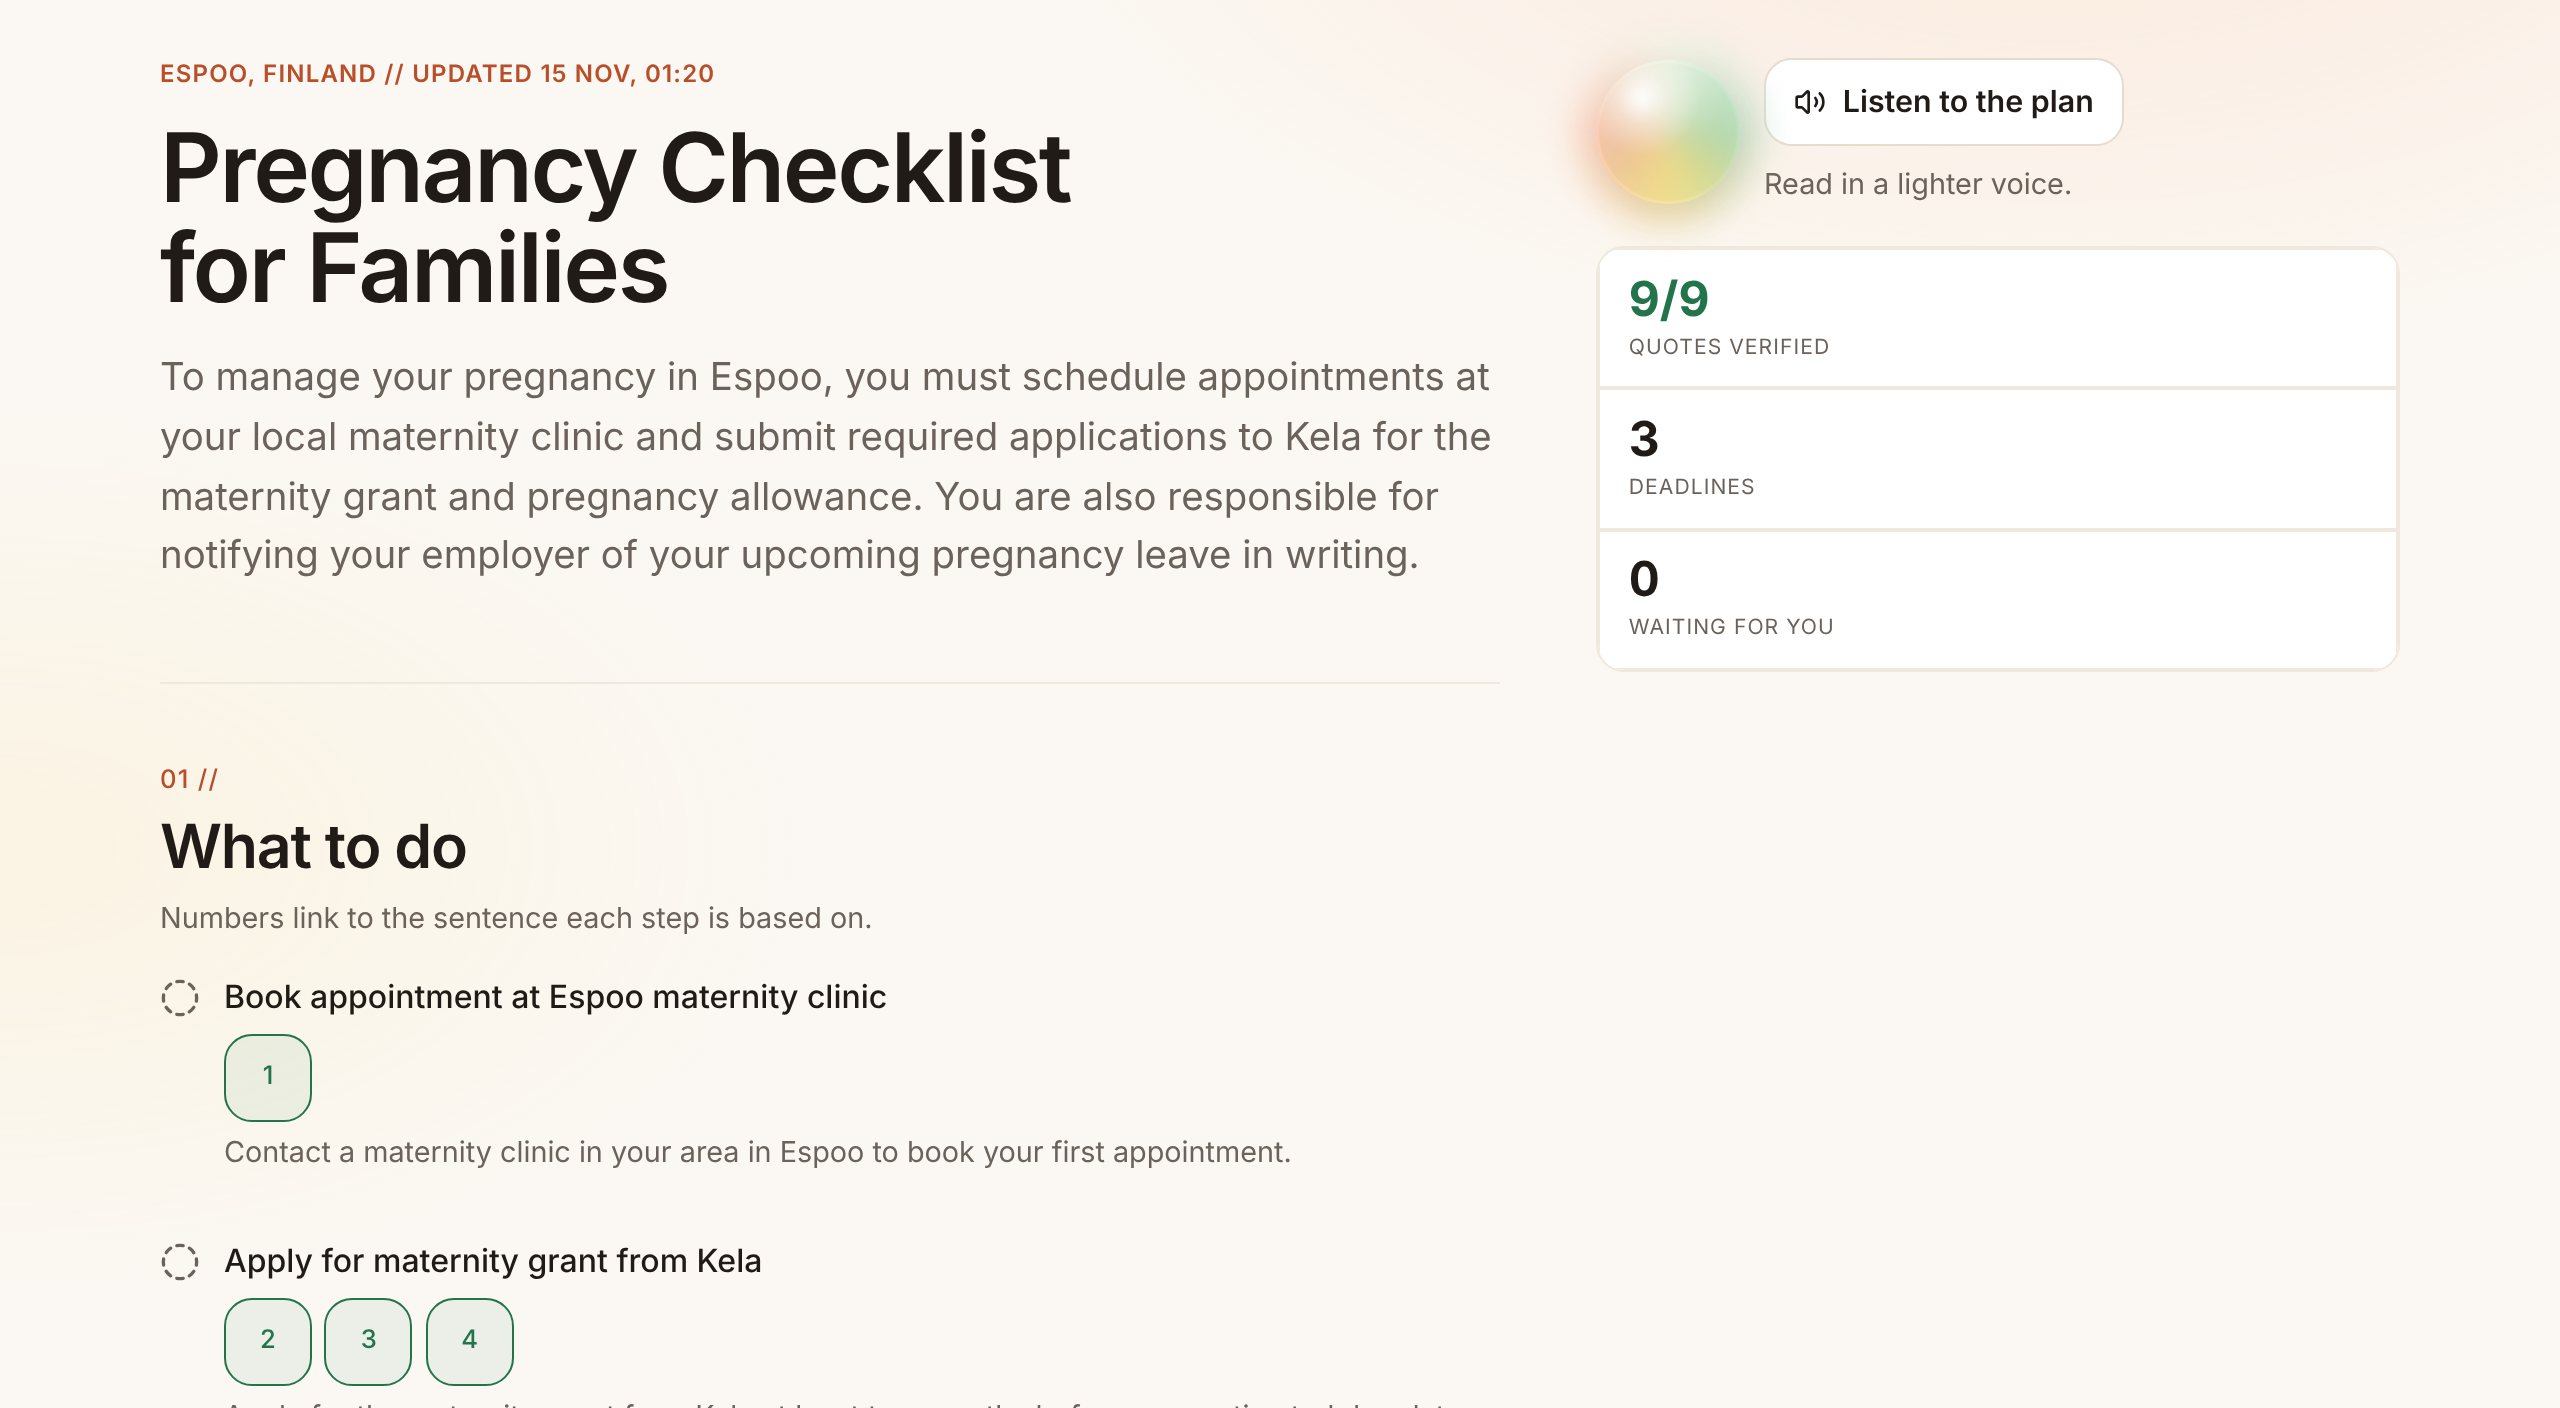 ESPOO, FINLAND // UPDATED 15 NOV, 01:20
Pregnancy Checklist
for Families
To manage your pregnancy in Espoo, you must schedule appointments at
your local maternity clinic and submit required applications to Kela for the
maternity grant and pregnancy allowance. You are also responsible for
notifying your employer of your upcoming pregnancy leave in writing.
Listen to the plan
Read in a lighter voice.
9/9
QUOTES VERIFIED
3
DEADLINES
0
WAITING FOR YOU
01 //
What to do
Numbers link to the sentence each step is based on.
Book appointment at Espoo maternity clinic
1
Contact a maternity clinic in your area in Espoo to book your first appointment.
Apply for maternity grant from Kela
2 3 4